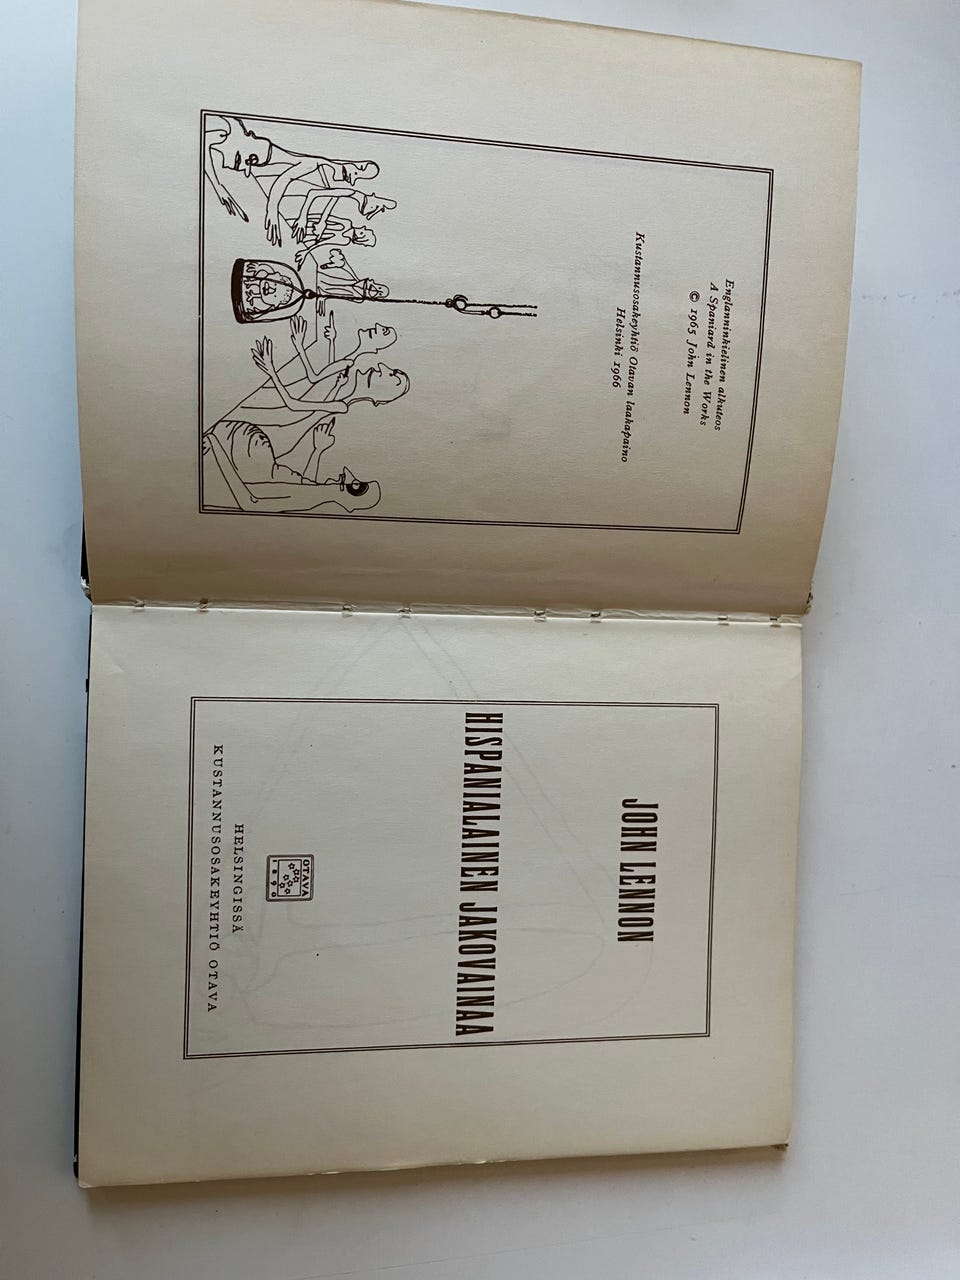 Englanninkielinen alkuteos
A Spaniard in the Works
© 1965 John Lennon
Kustannusosakeyhtiö Otavan laakapaino
Helsinki 1966
JOHN LENNON
HISPANIALAINEN JAKOVAINAA
OTAVA
1890
HELSINGISSÄ
KUSTANNUSOSAKEYHTIÖ OTAVA